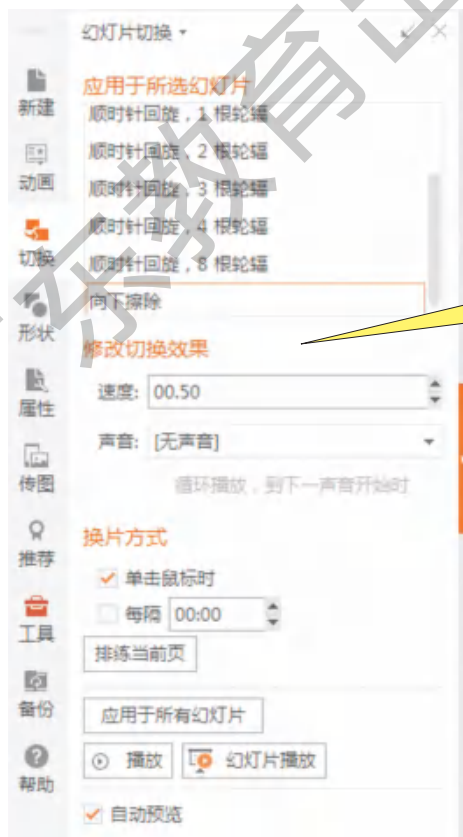 幻灯片切换
应用于所选幻灯片
顺时针回旋，1 根轮辐
顺时针回旋，2 根轮辐
顺时针回旋，3 根轮辐
顺时针回旋，4 根轮辐
顺时针回旋，8 根轮辐
向下擦除
修改切换效果
速度: 00.50
声音: [无声音]
循环播放，到下一声音开始时
换片方式
单击鼠标时
每隔 00:00
排练当前页
应用于所有幻灯片
播放 幻灯片播放
自动预览
新建
动画
切换
形状
属性
传图
推荐
工具
备份
帮助
东教育